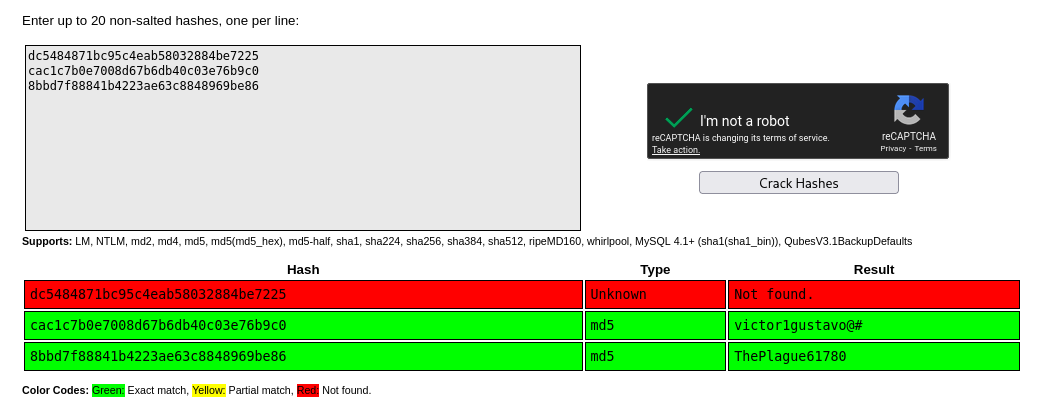 Enter up to 20 non-salted hashes, one per line:
dc5484871bc95c4eab58032884be7225
cac1c7b0e7008d67b6db40c03e76b9c0
8bbd7f88841b4223ae63c8848969be86
I'm not a robot
reCAPTCHA is changing its terms of service.
Take action.
reCAPTCHA
Privacy - Terms
Crack Hashes
Supports: LM, NTLM, md2, md4, md5, md5(md5_hex), md5-half, sha1, sha224, sha256, sha384, sha512, ripeMD160, whirlpool, MySQL 4.1+ (sha1(sha1_bin)), QubesV3.1BackupDefaults
Hash Type Result
dc5484871bc95c4eab58032884be7225 Unknown Not found.
cac1c7b0e7008d67b6db40c03e76b9c0 md5 victor1gustavo@#
8bbd7f88841b4223ae63c8848969be86 md5 ThePlague61780
Color Codes: Green: Exact match, Yellow: Partial match, Red: Not found.